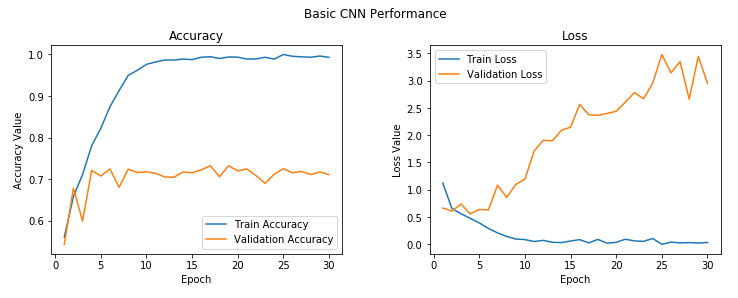 Basic CNN Performance
Accuracy
Accuracy Value
1.0
0.9
0.8
0.7
0.6
Train Accuracy
Validation Accuracy
0 5 10 15 20 25 30
Epoch
Loss
Loss Value
3.5
3.0
2.5
2.0
1.5
1.0
0.5
0.0
Train Loss
Validation Loss
0 5 10 15 20 25 30
Epoch